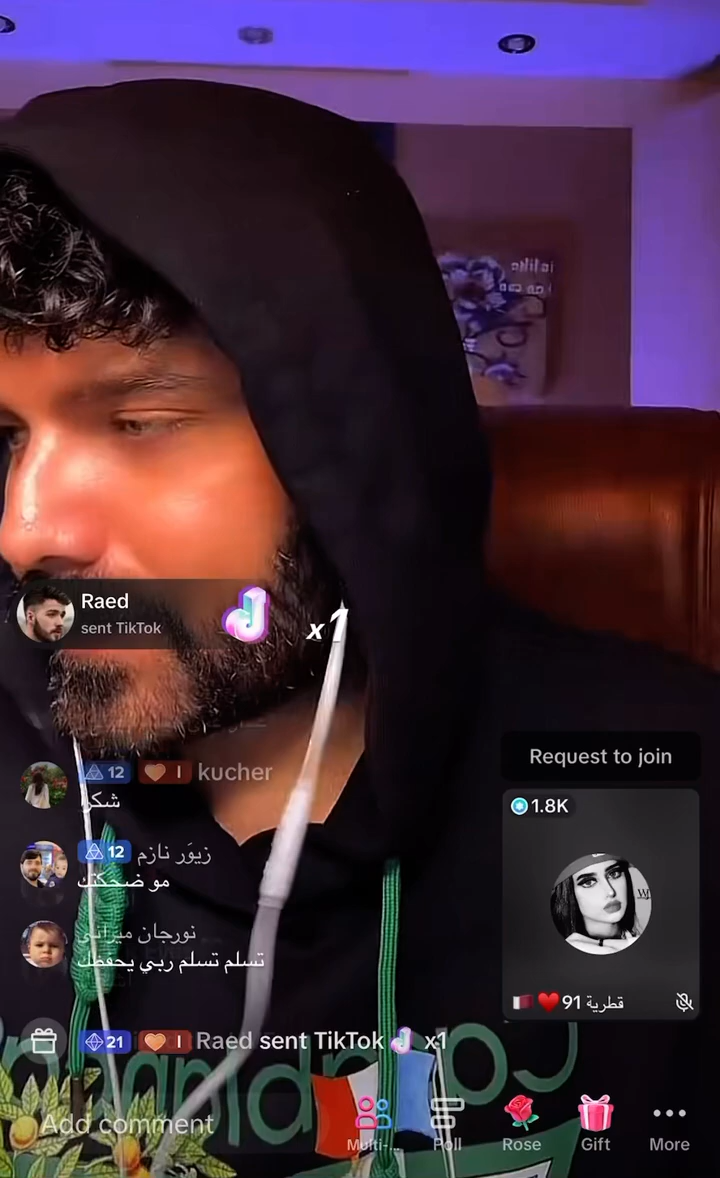 Raed
sent TikTok
x1
Request to join
1.8K
12 I kucher
شكرا
12 زيوَر نازم
مو ضحكتك
نورجان ميراني
تسلم تسلم ربي يحفظك
91 قطرية
21 I Raed sent TikTok x1
Add comment
Multi-...
Poll
Rose
Gift
More